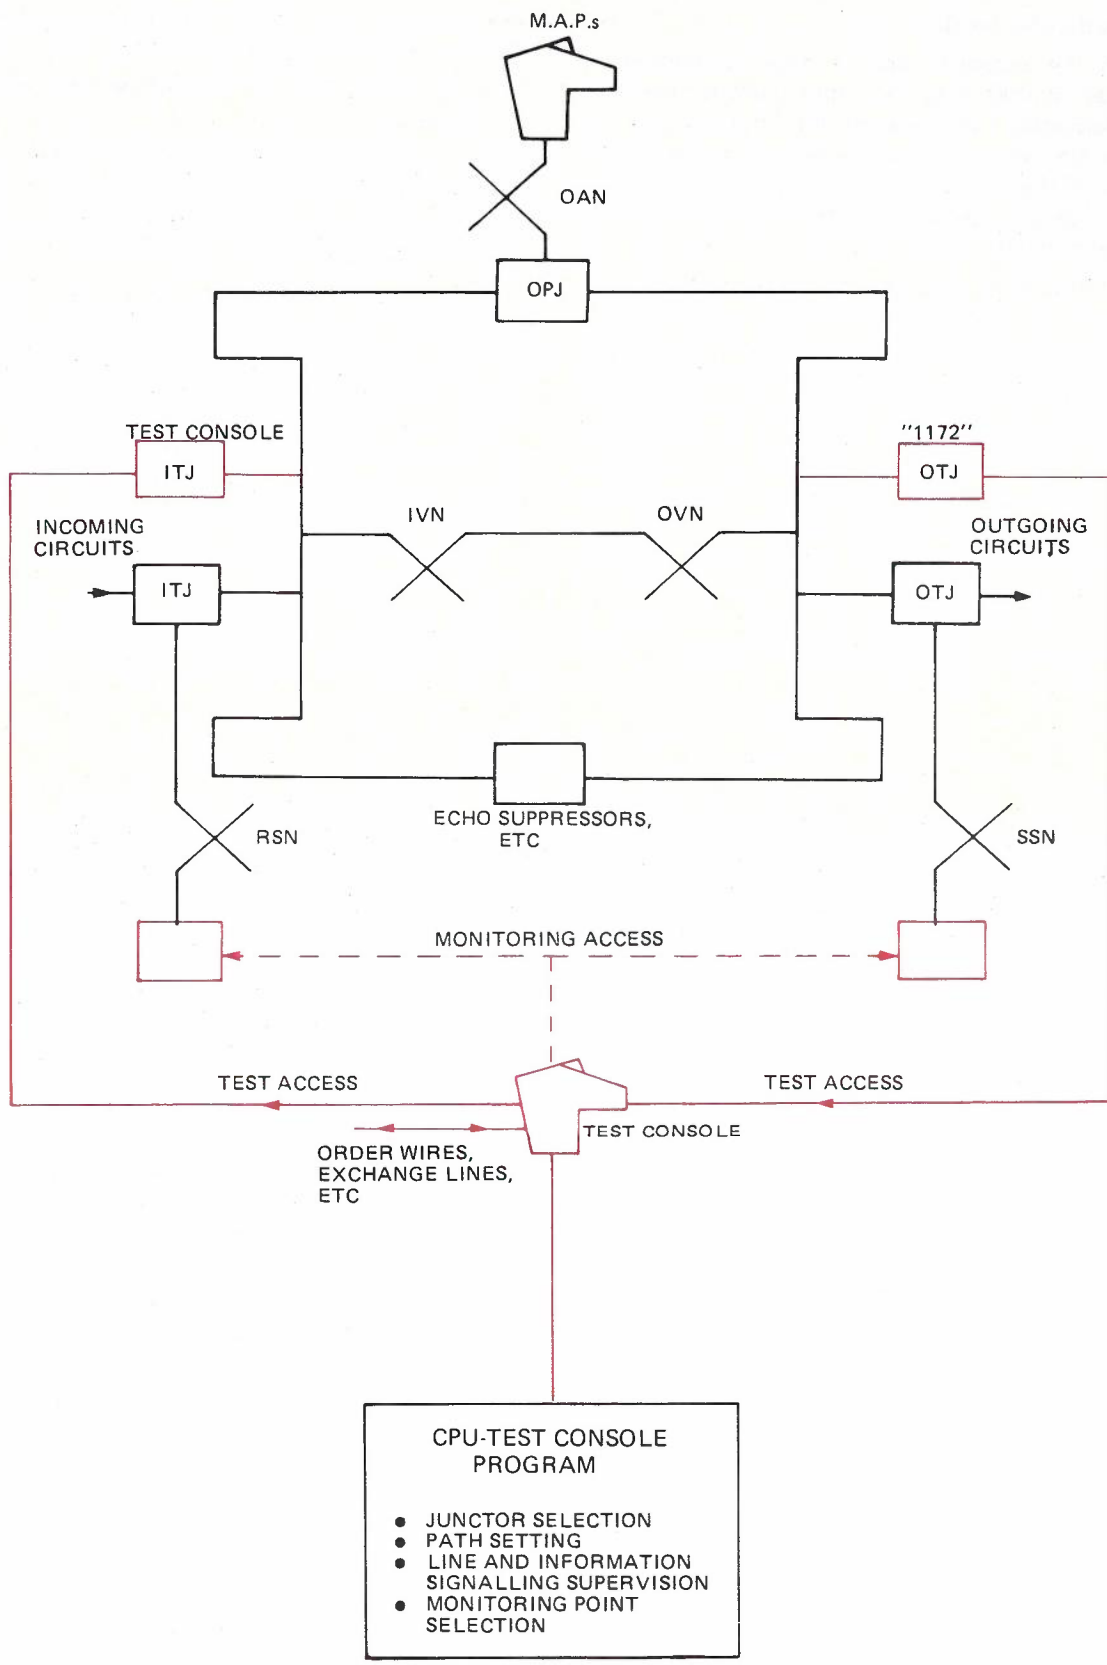 M.A.P.s
OAN
OPJ
TEST CONSOLE
ITJ
"1172"
OTJ
IVN
OVN
INCOMING
CIRCUITS
ITJ
OUTGOING
CIRCUITS
OTJ
ECHO SUPPRESSORS,
ETC
RSN
SSN
MONITORING ACCESS
TEST ACCESS
TEST ACCESS
TEST CONSOLE
ORDER WIRES,
EXCHANGE LINES,
ETC
CPU-TEST CONSOLE
PROGRAM
● JUNCTOR SELECTION
● PATH SETTING
● LINE AND INFORMATION
SIGNALLING SUPERVISION
● MONITORING POINT
SELECTION